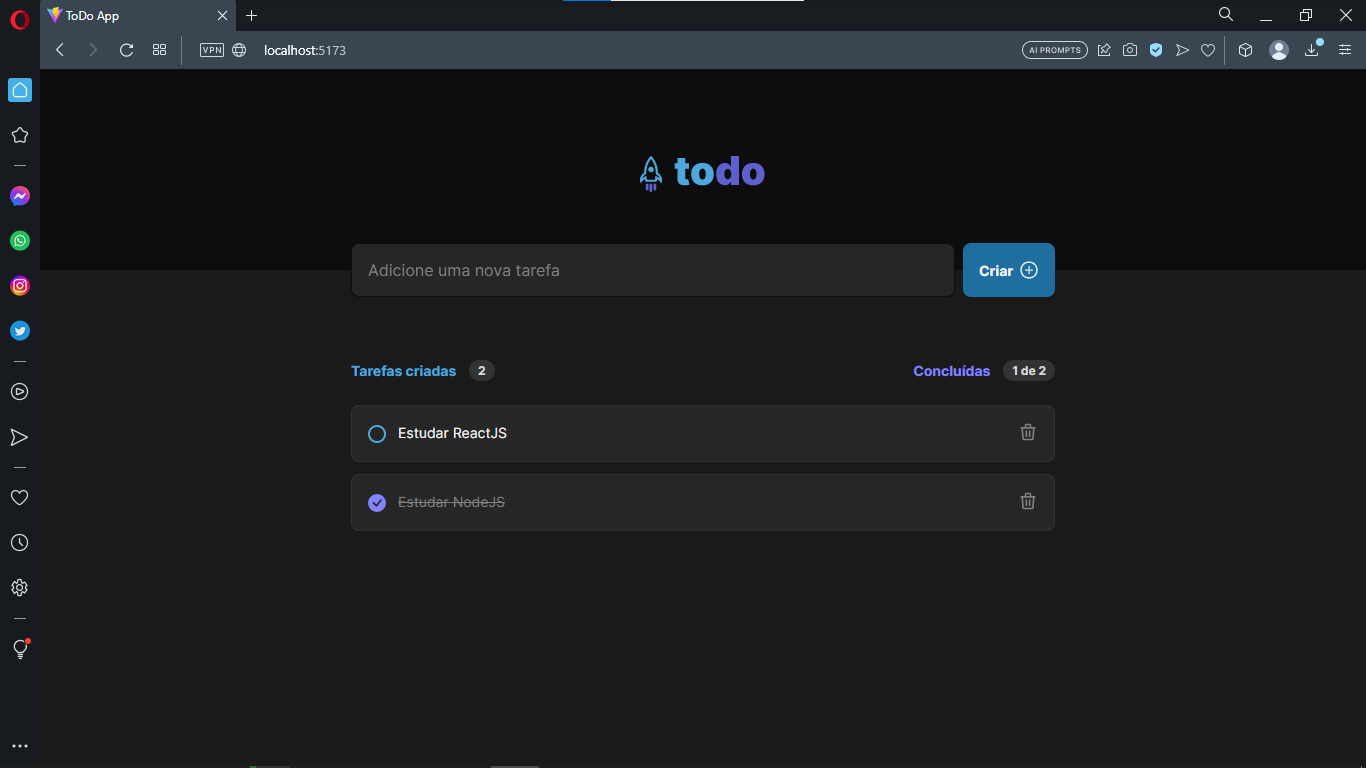 ToDo App
VPN localhost:5173 AI PROMPTS
todo
Adicione uma nova tarefa
Criar
Tarefas criadas 2 Concluídas 1 de 2
Estudar ReactJS
Estudar NodeJS